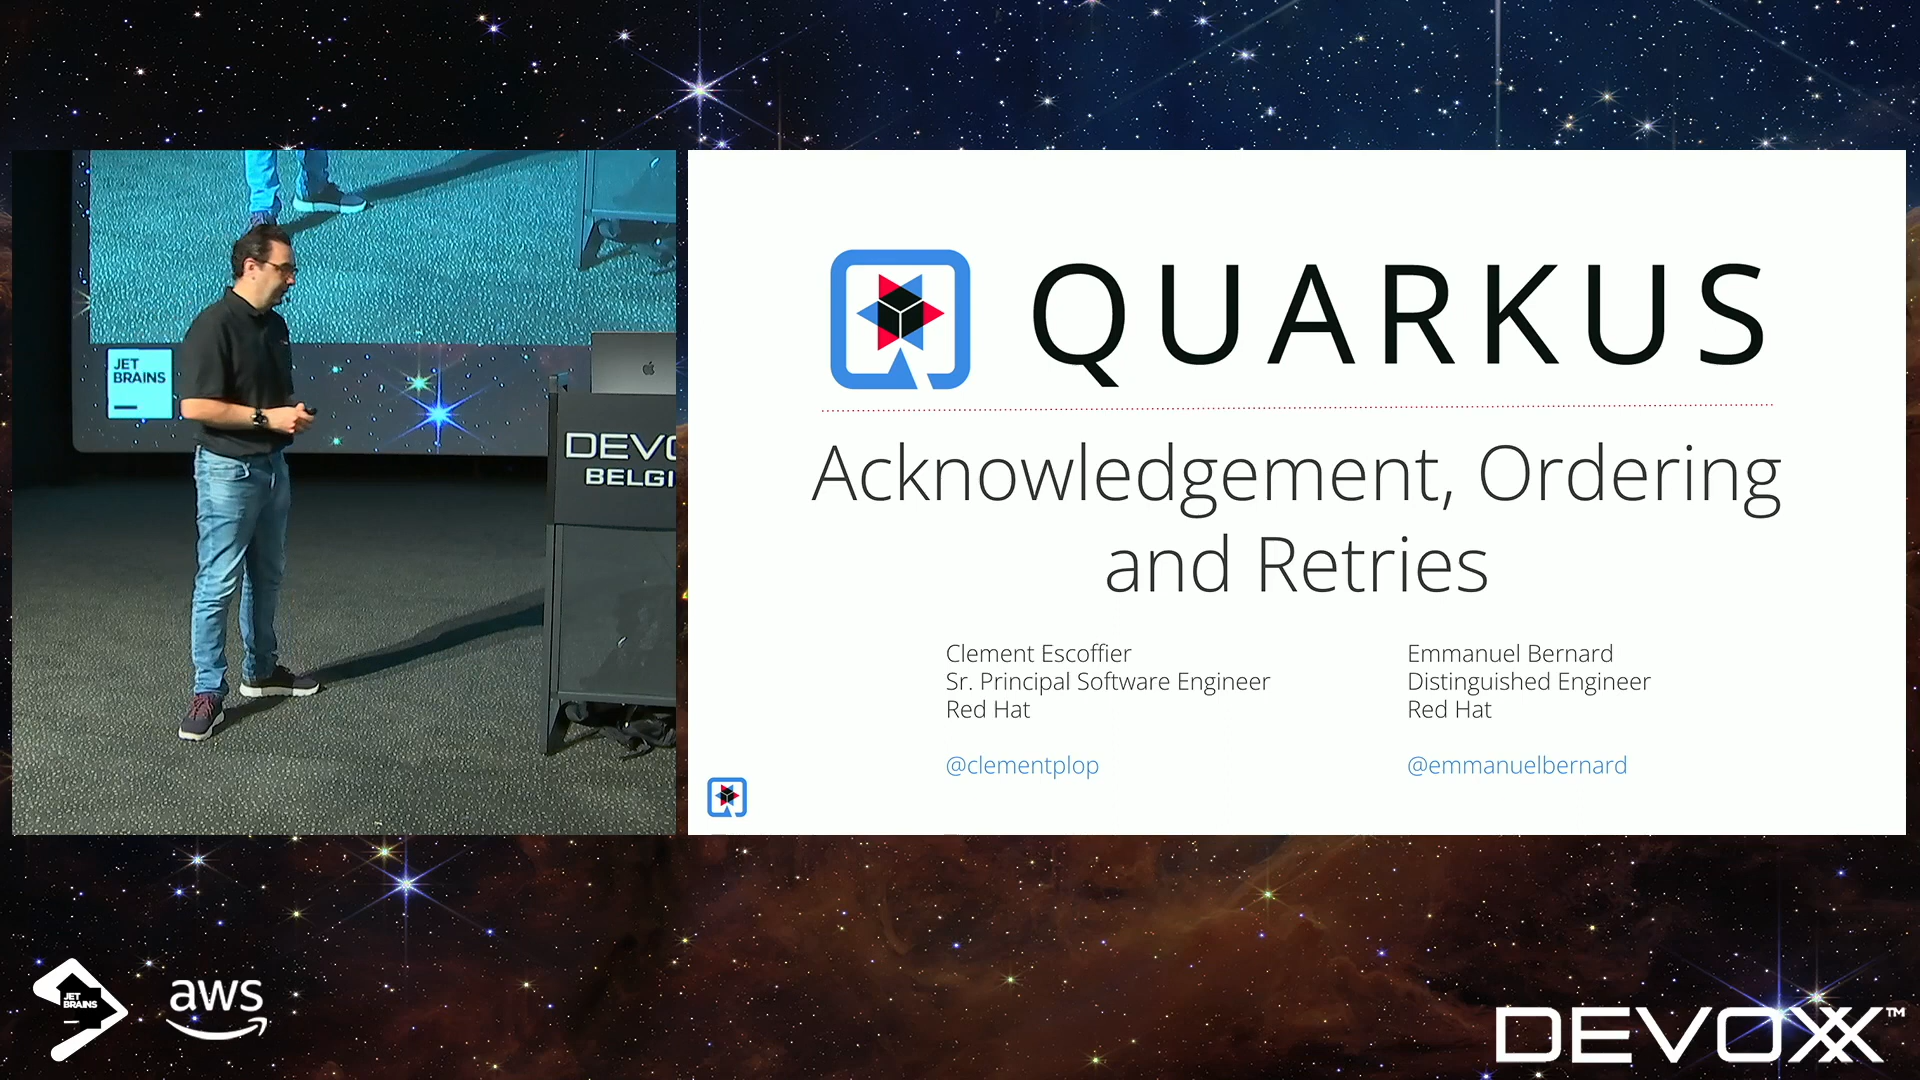 JET
BRAINS
DEVO
BELGI
QUARKUS
Acknowledgement, Ordering
and Retries
Clement Escoffier
Sr. Principal Software Engineer
Red Hat
@clementplop
Emmanuel Bernard
Distinguished Engineer
Red Hat
@emmanuelbernard
JET
BRAINS
aws
DEVOXX™